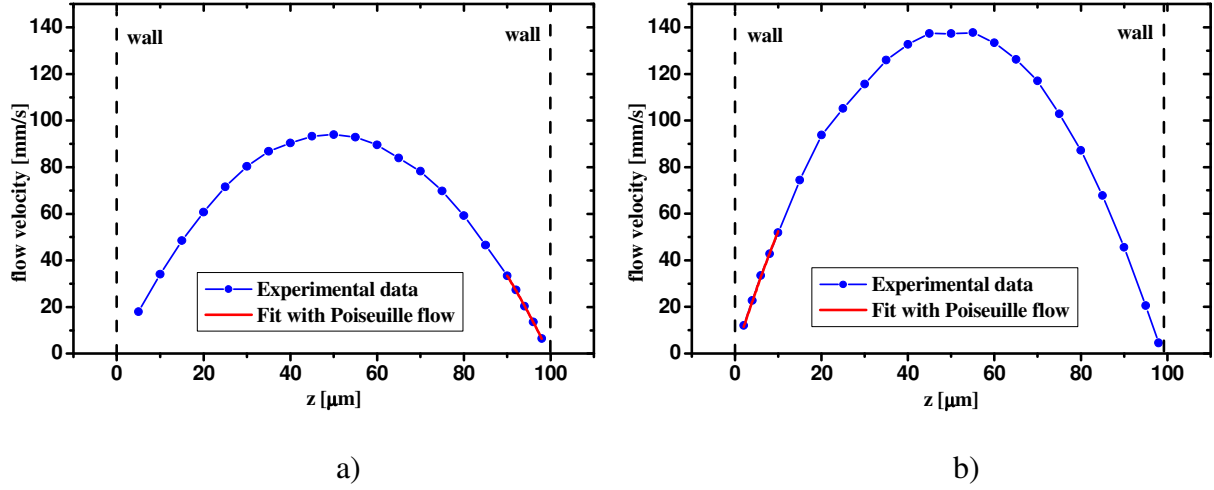 140
120
100
80
60
40
20
0
flow velocity [mm/s]
wall
wall
Experimental data
Fit with Poiseuille flow
0
20
40
60
80
100
z [μm]
a)
140
120
100
80
60
40
20
0
flow velocity [mm/s]
wall
wall
Experimental data
Fit with Poiseuille flow
0
20
40
60
80
100
z [μm]
b)